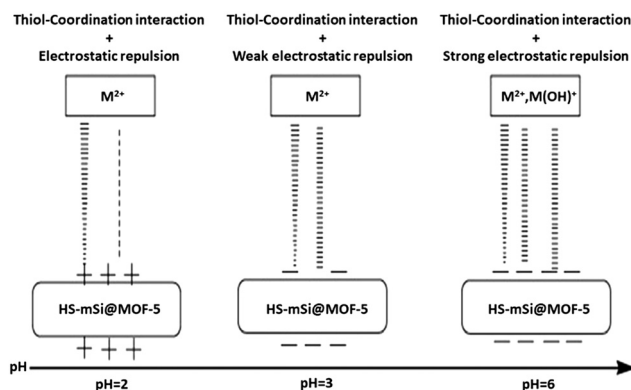 Thiol-Coordination interaction
+
Electrostatic repulsion
M²⁺
HS-mSi@MOF-5
Thiol-Coordination interaction
+
Weak electrostatic repulsion
M²⁺
HS-mSi@MOF-5
Thiol-Coordination interaction
+
Strong electrostatic repulsion
M²⁺,M(OH)⁺
HS-mSi@MOF-5
pH
pH=2
pH=3
pH=6